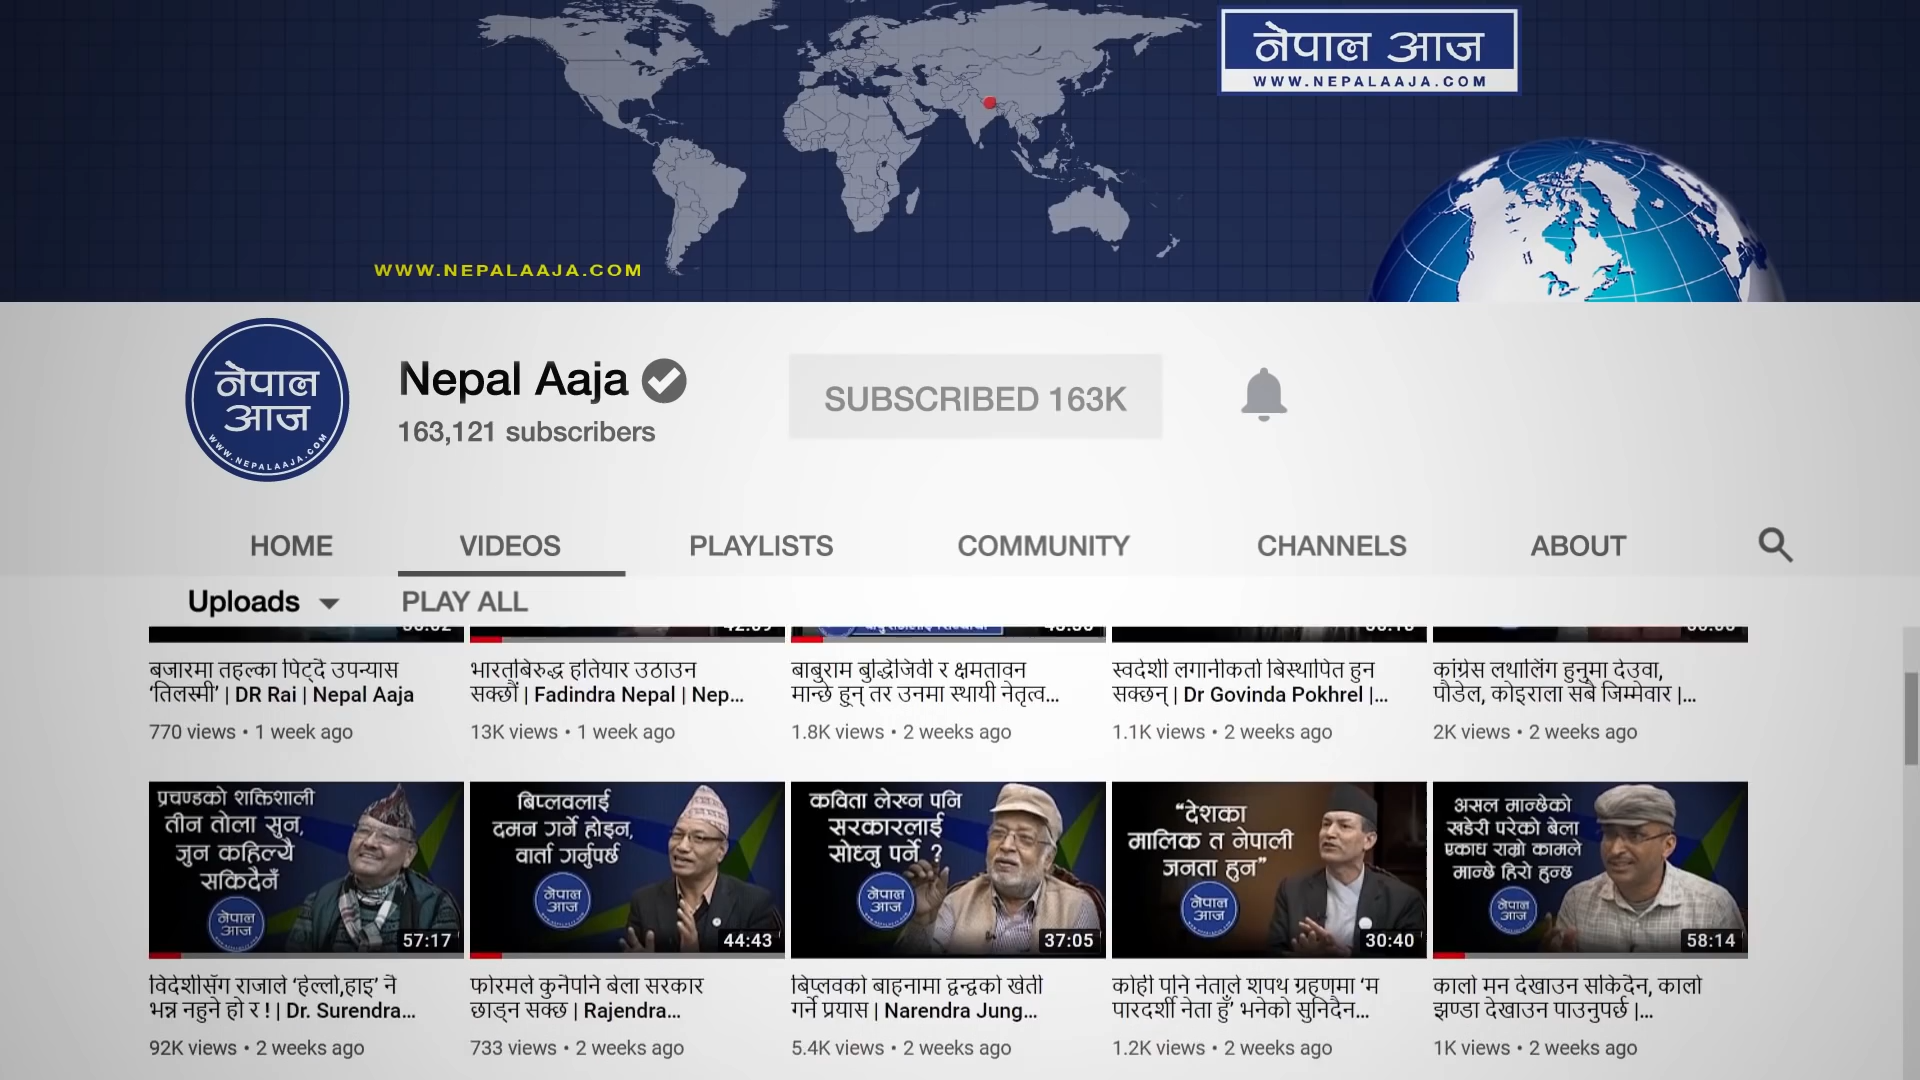 नेपाल आज
WWW.NEPALAAJA.COM
WWW.NEPALAAJA.COM
नेपाल
आज
WWW.NEPALAAJA.COM
Nepal Aaja
163,121 subscribers
SUBSCRIBED 163K
HOME VIDEOS PLAYLISTS COMMUNITY CHANNELS ABOUT
Uploads PLAY ALL
बजारमा तहल्का पिट्दै उपन्यास
‘तिलस्मी’ | DR Rai | Nepal Aaja
770 views • 1 week ago
भारतबिरुद्ध हतियार उठाउन
सक्छौं | Fadindra Nepal | Nep...
13K views • 1 week ago
बाबुराम बुद्धिजिवी र क्षमतावन
मान्छे हुन् तर उनमा स्थायी नेतृत्व...
1.8K views • 2 weeks ago
स्वदेशी लगानीकर्ता बिस्थापित हुन
सक्छन् | Dr Govinda Pokhrel |...
1.1K views • 2 weeks ago
कांग्रेस लथालिंग हुनुमा देउवा,
पौडेल, कोइराला सबै जिम्मेवार |...
2K views • 2 weeks ago
प्रचण्डको शक्तिशाली
तीन तोला सुन,
जुन कहिल्यै
सकिदैनँ
नेपाल
आज
57:17
विदेशीसँग राजाले ‘हेल्लो,हाइ’ नै
भन्न नहुने हो र ! | Dr. Surendra...
92K views • 2 weeks ago
बिप्लवलाई
दमन गर्ने होइन,
वार्ता गर्नुपर्छ
नेपाल
आज
44:43
फोरमले कुनैपनि बेला सरकार
छाड्न सक्छ | Rajendra...
733 views • 2 weeks ago
कविता लेख्न पनि
सरकारलाई
सोध्नु पर्ने ?
नेपाल
आज
37:05
बिप्लवको बाहनामा द्वन्द्वको खेती
गर्ने प्रयास | Narendra Jung...
5.4K views • 2 weeks ago
“देशका
मालिक त नेपाली
जनता हुन”
नेपाल
आज
30:40
कोही पनि नेताले शपथ ग्रहणमा ‘म
पारदर्शी नेता हुँ’ भनेको सुनिदैन...
1.2K views • 2 weeks ago
असल मान्छेको
खडेरी परेको बेला
एकाध राम्रो कामले
मान्छे हिरो हुन्छ
नेपाल
आज
58:14
कालो मन देखाउन सकिदैन, कालो
झण्डा देखाउन पाउनुपर्छ |...
1K views • 2 weeks ago